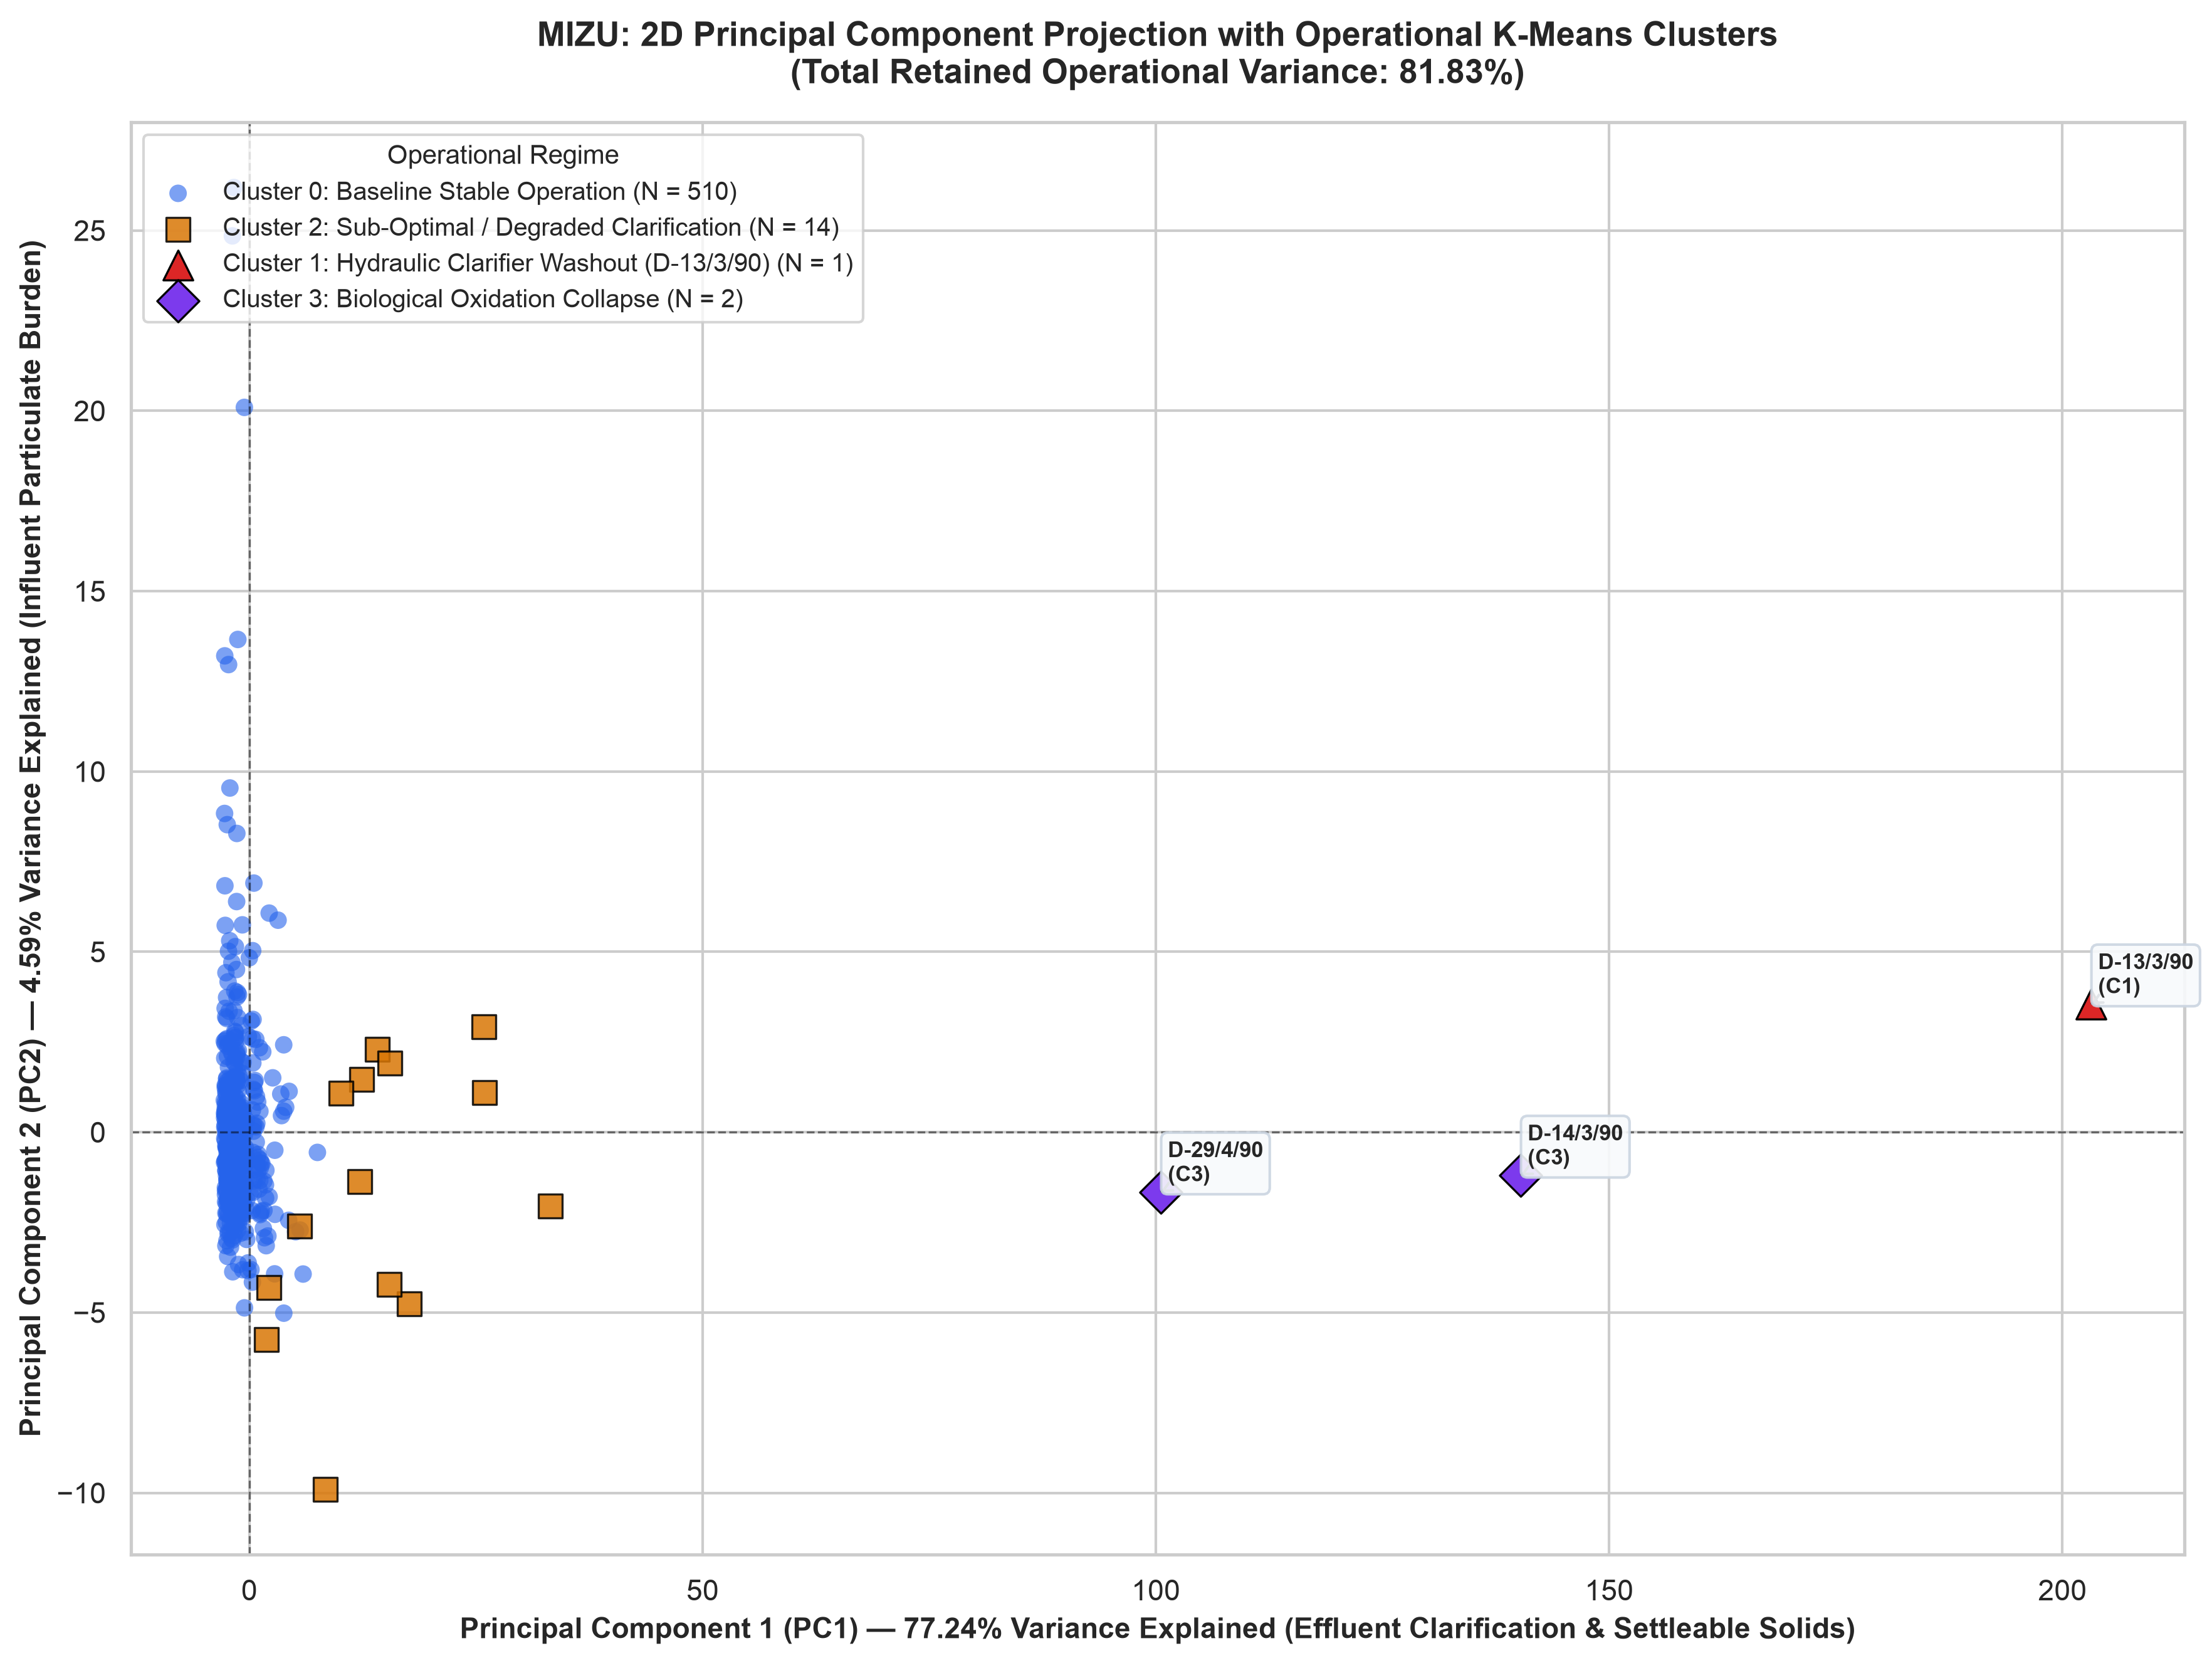 MIZU: 2D Principal Component Projection with Operational K-Means Clusters
(Total Retained Operational Variance: 81.83%)
Operational Regime
Cluster 0: Baseline Stable Operation (N = 510)
Cluster 2: Sub-Optimal / Degraded Clarification (N = 14)
Cluster 1: Hydraulic Clarifier Washout (D-13/3/90) (N = 1)
Cluster 3: Biological Oxidation Collapse (N = 2)
Principal Component 2 (PC2) — 4.59% Variance Explained (Influent Particulate Burden)
25
20
15
10
5
0
−5
−10
D-13/3/90
(C1)
D-14/3/90
(C3)
D-29/4/90
(C3)
0
50
100
150
200
Principal Component 1 (PC1) — 77.24% Variance Explained (Effluent Clarification & Settleable Solids)